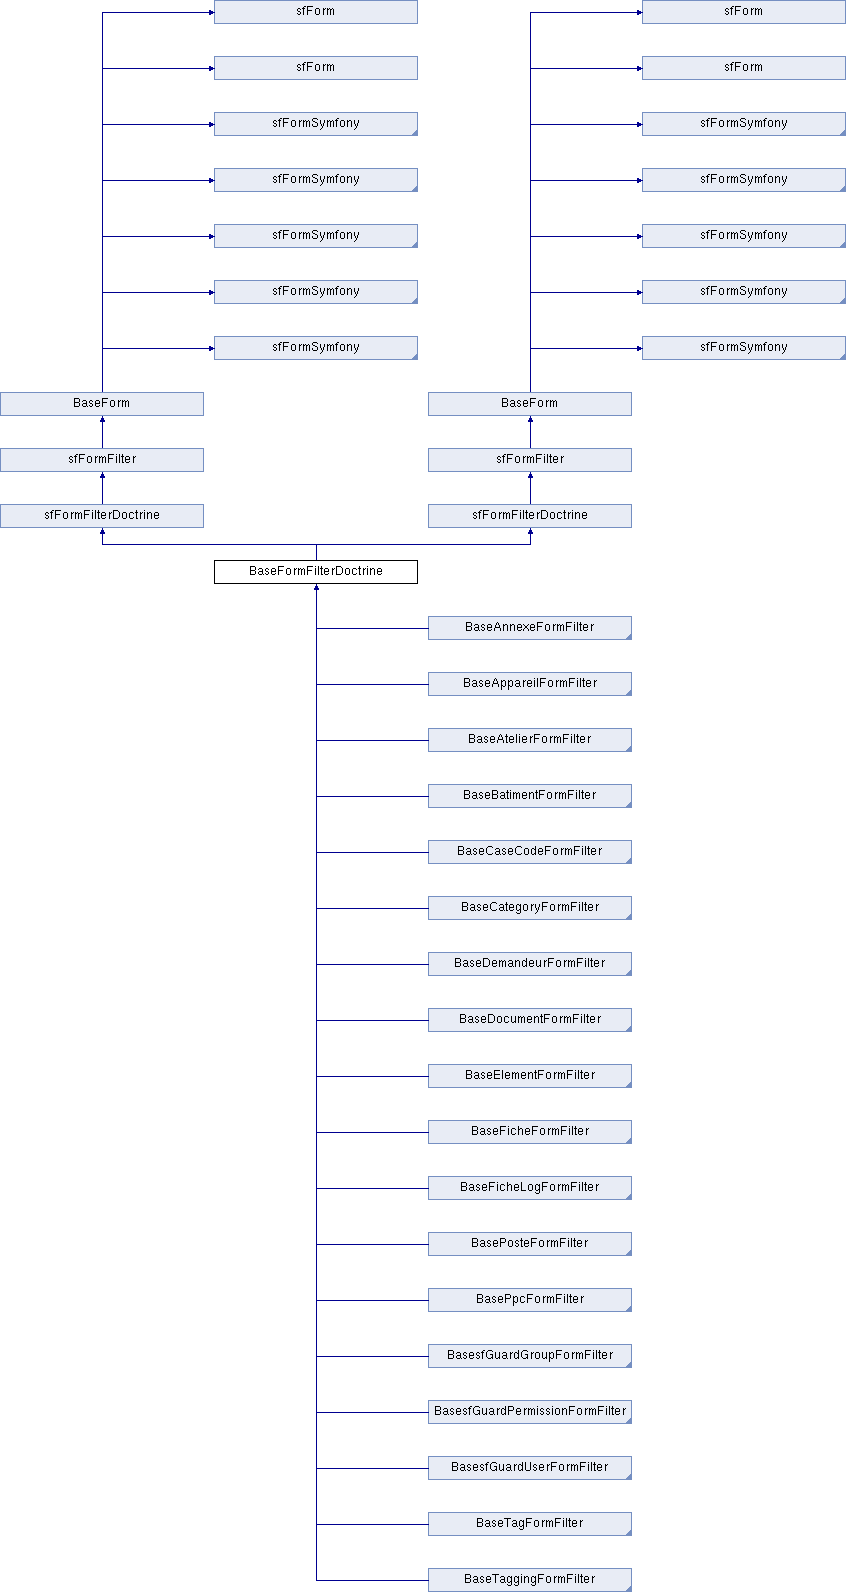 sfForm
sfForm
sfForm
sfForm
sfFormSymfony
sfFormSymfony
sfFormSymfony
sfFormSymfony
sfFormSymfony
sfFormSymfony
sfFormSymfony
sfFormSymfony
sfFormSymfony
sfFormSymfony
BaseForm
BaseForm
sfFormFilter
sfFormFilter
sfFormFilterDoctrine
sfFormFilterDoctrine
BaseFormFilterDoctrine
BaseAnnexeFormFilter
BaseAppareilFormFilter
BaseAtelierFormFilter
BaseBatimentFormFilter
BaseCaseCodeFormFilter
BaseCategoryFormFilter
BaseDemandeurFormFilter
BaseDocumentFormFilter
BaseElementFormFilter
BaseFicheFormFilter
BaseFicheLogFormFilter
BasePosteFormFilter
BasePpcFormFilter
BasesfGuardGroupFormFilter
BasesfGuardPermissionFormFilter
BasesfGuardUserFormFilter
BaseTagFormFilter
BaseTaggingFormFilter